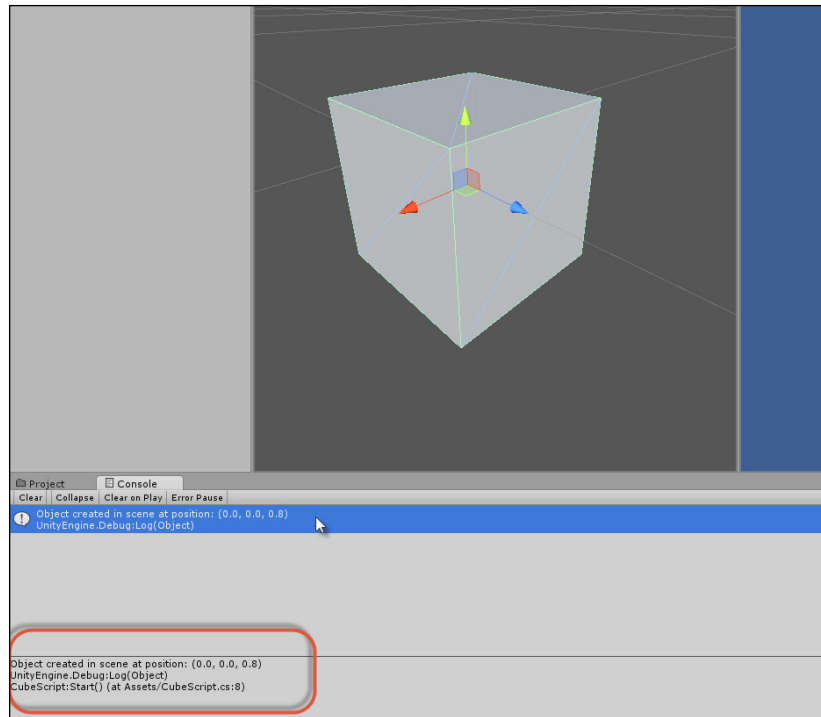 Project
Console
Clear
Collapse
Clear on Play
Error Pause
Object created in scene at position: (0.0, 0.0, 0.8)
UnityEngine.Debug:Log(Object)
Object created in scene at position: (0.0, 0.0, 0.8)
UnityEngine.Debug:Log(Object)
CubeScript:Start() (at Assets/CubeScript.cs:8)